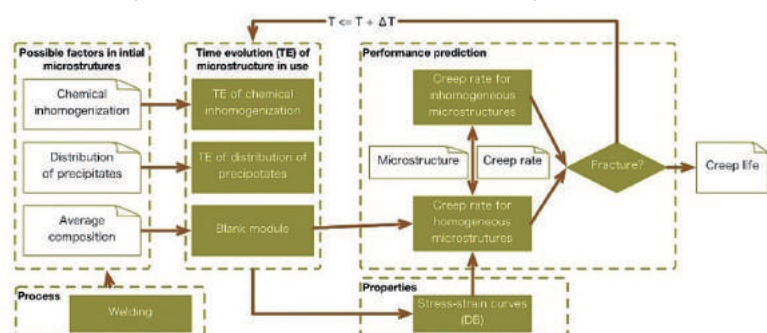 T <= T + ΔT
Possible factors in intial
microstrutures
Chemical
inhomogenization
Distribution
of precipitates
Average
composition
Process
Welding
Time evolution (TE) of
microstructure in use
TE of chemical
inhomogenization
TE of distribution of
precipotates
Blank module
Performance prediction
Creep rate for
inhomogeneous
microstructures
Microstructure
Creep rate
Creep rate for
homogeneous
microstrutures
Fracture?
Creep life
Properties
Stress-strain curves
(DB)